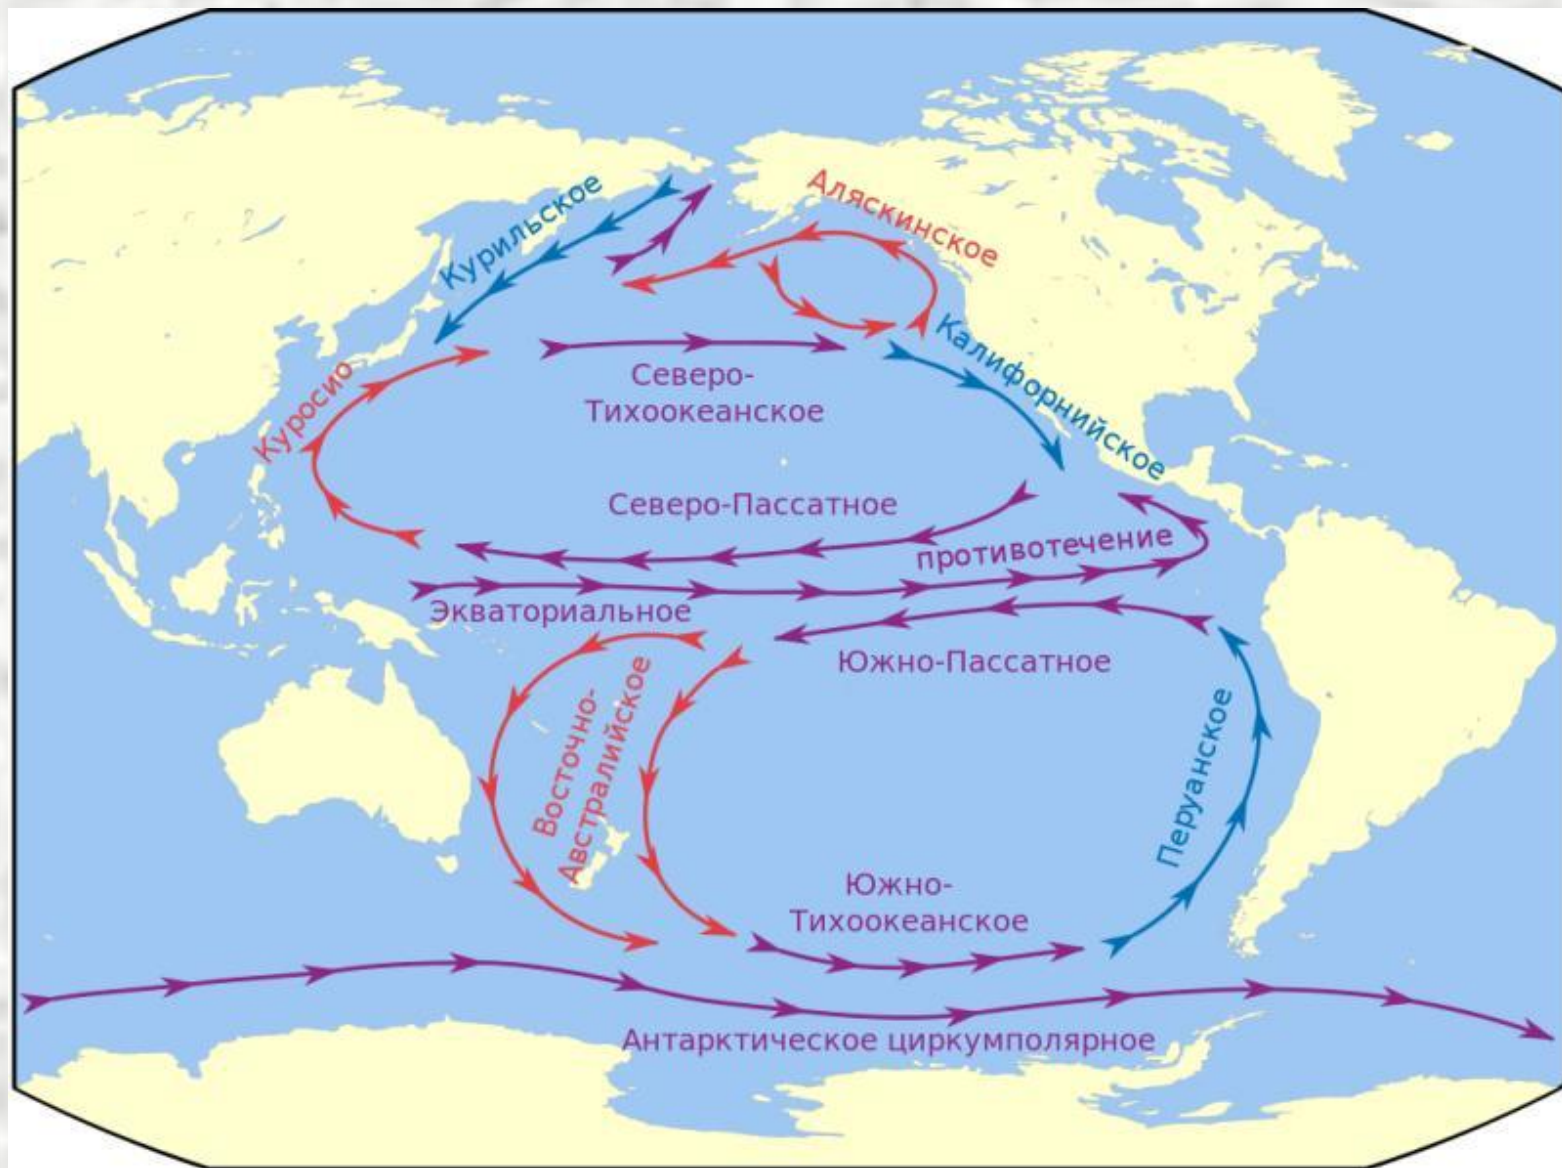 Аляскинское
Курильское
Калифорнийское
Куросио
Северо-
Тихоокеанское
Северо-Пассатное
противотечение
Экваториальное
Южно-Пассатное
Восточно-
Австралийское
Перуанское
Южно-
Тихоокеанское
Антарктическое циркумполярное